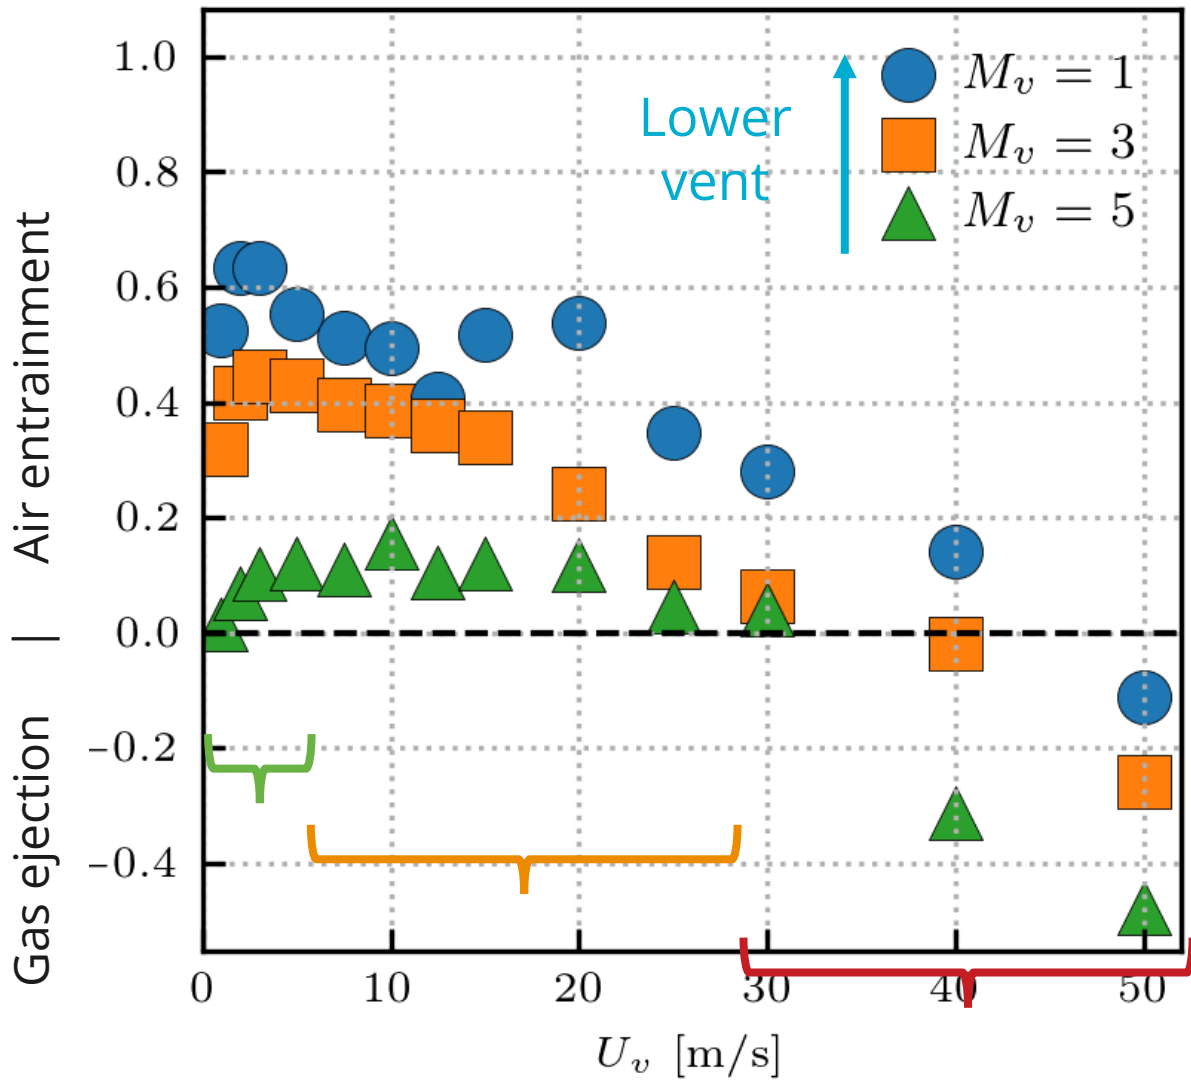 1.0
0.8
0.6
0.4
0.2
0.0
−0.2
−0.4
Air entrainment
|
Gas ejection
Lower
vent
M_v = 1
M_v = 3
M_v = 5
0 10 20 30 40 50
U_v [m/s]